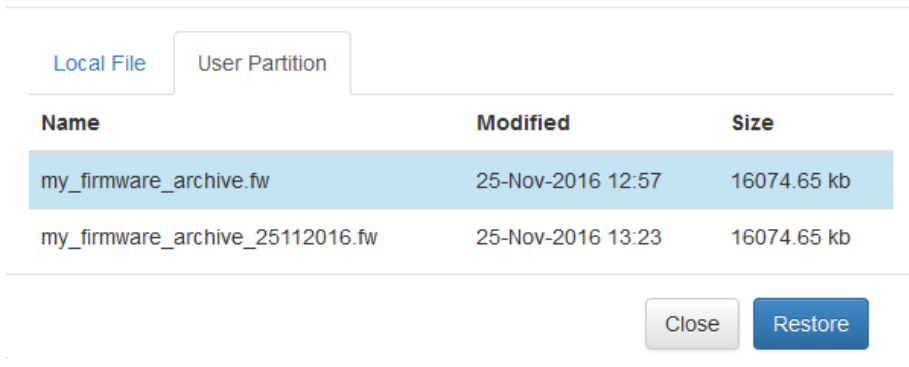 Local File User Partition
Name Modified Size
my_firmware_archive.fw 25-Nov-2016 12:57 16074.65 kb
my_firmware_archive_25112016.fw 25-Nov-2016 13:23 16074.65 kb
Close Restore